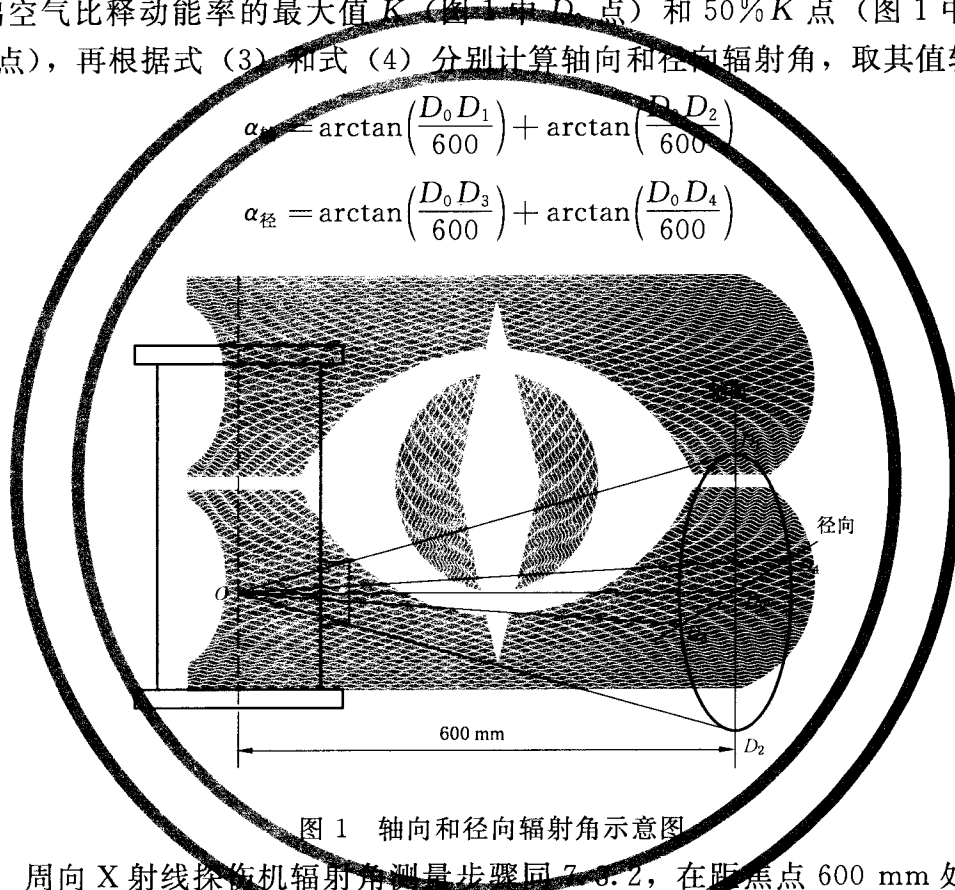 出空气比释动能率的最大值 K（图 1 中 D₀ 点）和 50%K 点（图 1 中
点），再根据式（3）和式（4）分别计算轴向和径向辐射角，取其值
α = arctan(D₀D₁/600) + arctan(D₀D₂/600)
α径 = arctan(D₀D₃/600) + arctan(D₀D₄/600)
径向
O
600 mm
D₂
图 1 轴向和径向辐射角示意图
周向 X 射线探伤机辐射角测量步骤同 7.3.2，在距焦点 600 mm 处